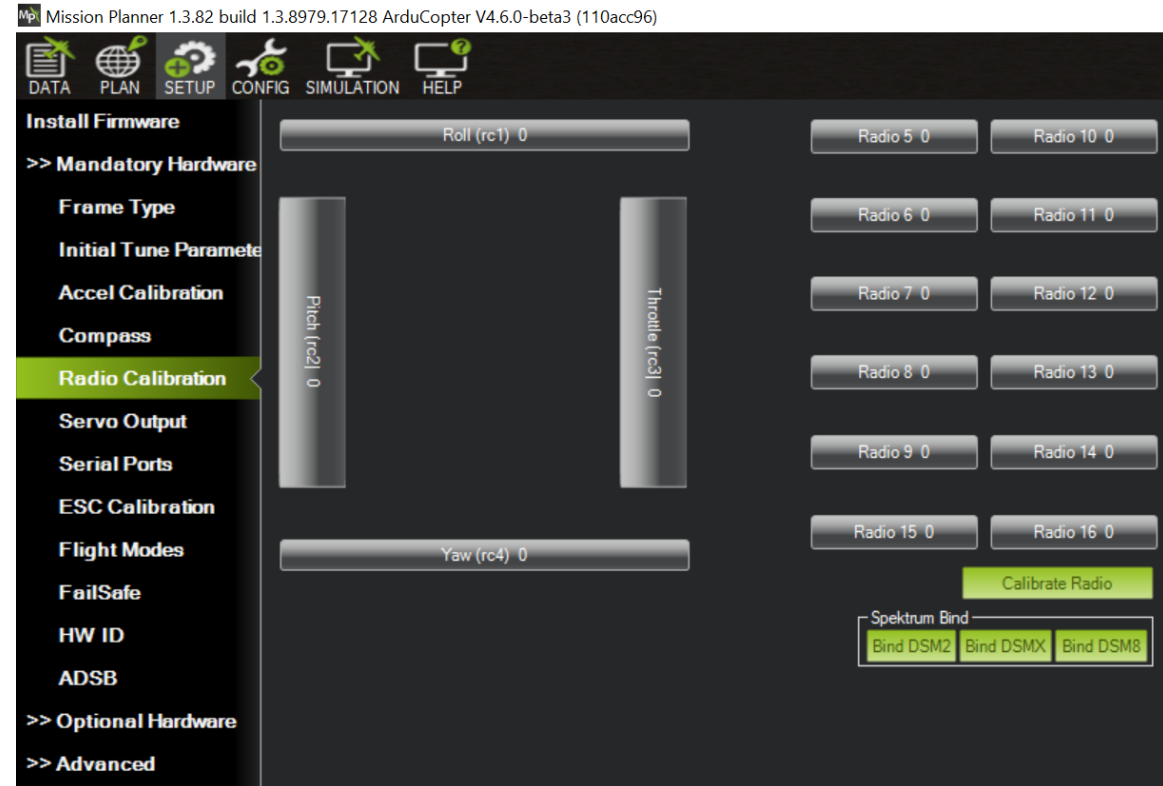 Mission Planner 1.3.82 build 1.3.8979.17128 ArduCopter V4.6.0-beta3 (110acc96)
DATA PLAN SETUP CONFIG SIMULATION HELP
Install Firmware
>> Mandatory Hardware
Frame Type
Initial Tune Paramete
Accel Calibration
Compass
Radio Calibration
Servo Output
Serial Ports
ESC Calibration
Flight Modes
FailSafe
HW ID
ADSB
>> Optional Hardware
>> Advanced
Roll (rc1) 0
Pitch (rc2) 0
Throttle (rc3) 0
Yaw (rc4) 0
Radio 5 0 Radio 10 0
Radio 6 0 Radio 11 0
Radio 7 0 Radio 12 0
Radio 8 0 Radio 13 0
Radio 9 0 Radio 14 0
Radio 15 0 Radio 16 0
Calibrate Radio
Spektrum Bind
Bind DSM2 Bind DSMX Bind DSM8